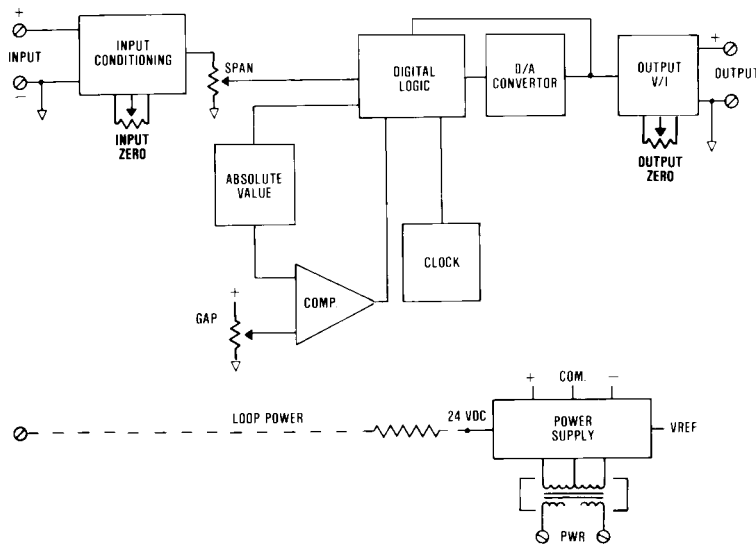 +
INPUT
−
INPUT
CONDITIONING
INPUT
ZERO
SPAN
DIGITAL
LOGIC
D/A
CONVERTOR
OUTPUT
V/I
+
OUTPUT
−
OUTPUT
ZERO
ABSOLUTE
VALUE
CLOCK
COMP.
+
GAP
LOOP POWER
24 VDC
+ COM. −
POWER
SUPPLY
VREF
PWR